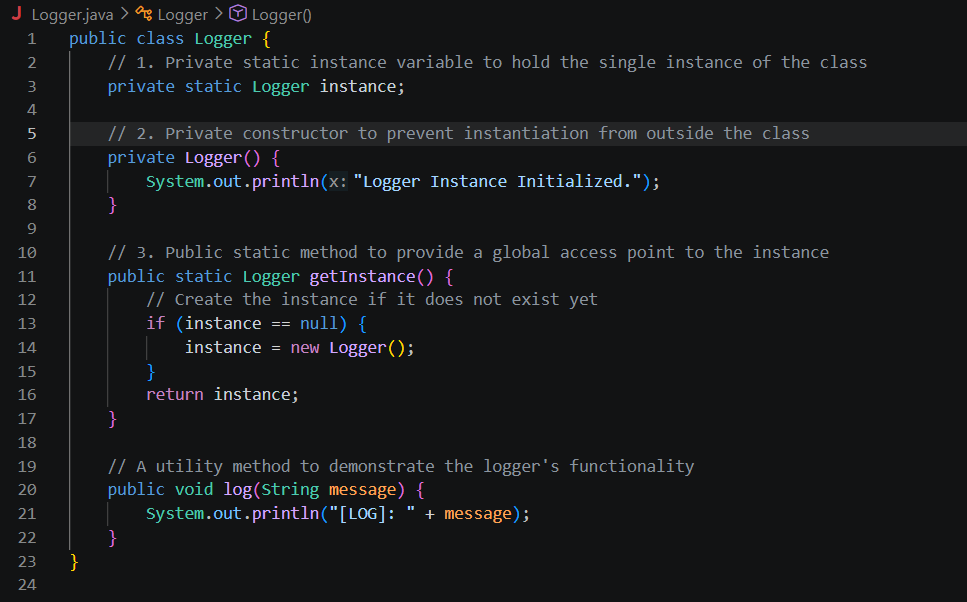 Logger.java > Logger > Logger()
1 public class Logger {
2     // 1. Private static instance variable to hold the single instance of the class
3     private static Logger instance;
4
5     // 2. Private constructor to prevent instantiation from outside the class
6     private Logger() {
7         System.out.println(x: "Logger Instance Initialized.");
8     }
9
10     // 3. Public static method to provide a global access point to the instance
11     public static Logger getInstance() {
12         // Create the instance if it does not exist yet
13         if (instance == null) {
14             instance = new Logger();
15         }
16         return instance;
17     }
18
19     // A utility method to demonstrate the logger's functionality
20     public void log(String message) {
21         System.out.println("[LOG]: " + message);
22     }
23 }
24